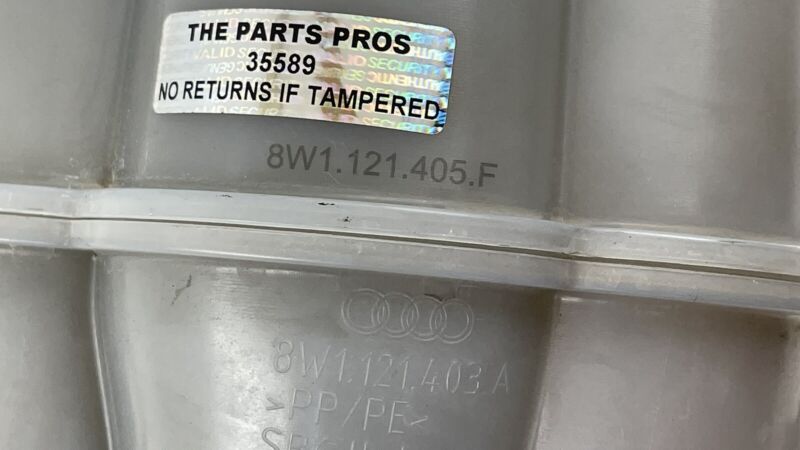 THE PARTS PROS
35589
NO RETURNS IF TAMPERED
8W1.121.405.F
8W1.121.403 A
>PP/PE<